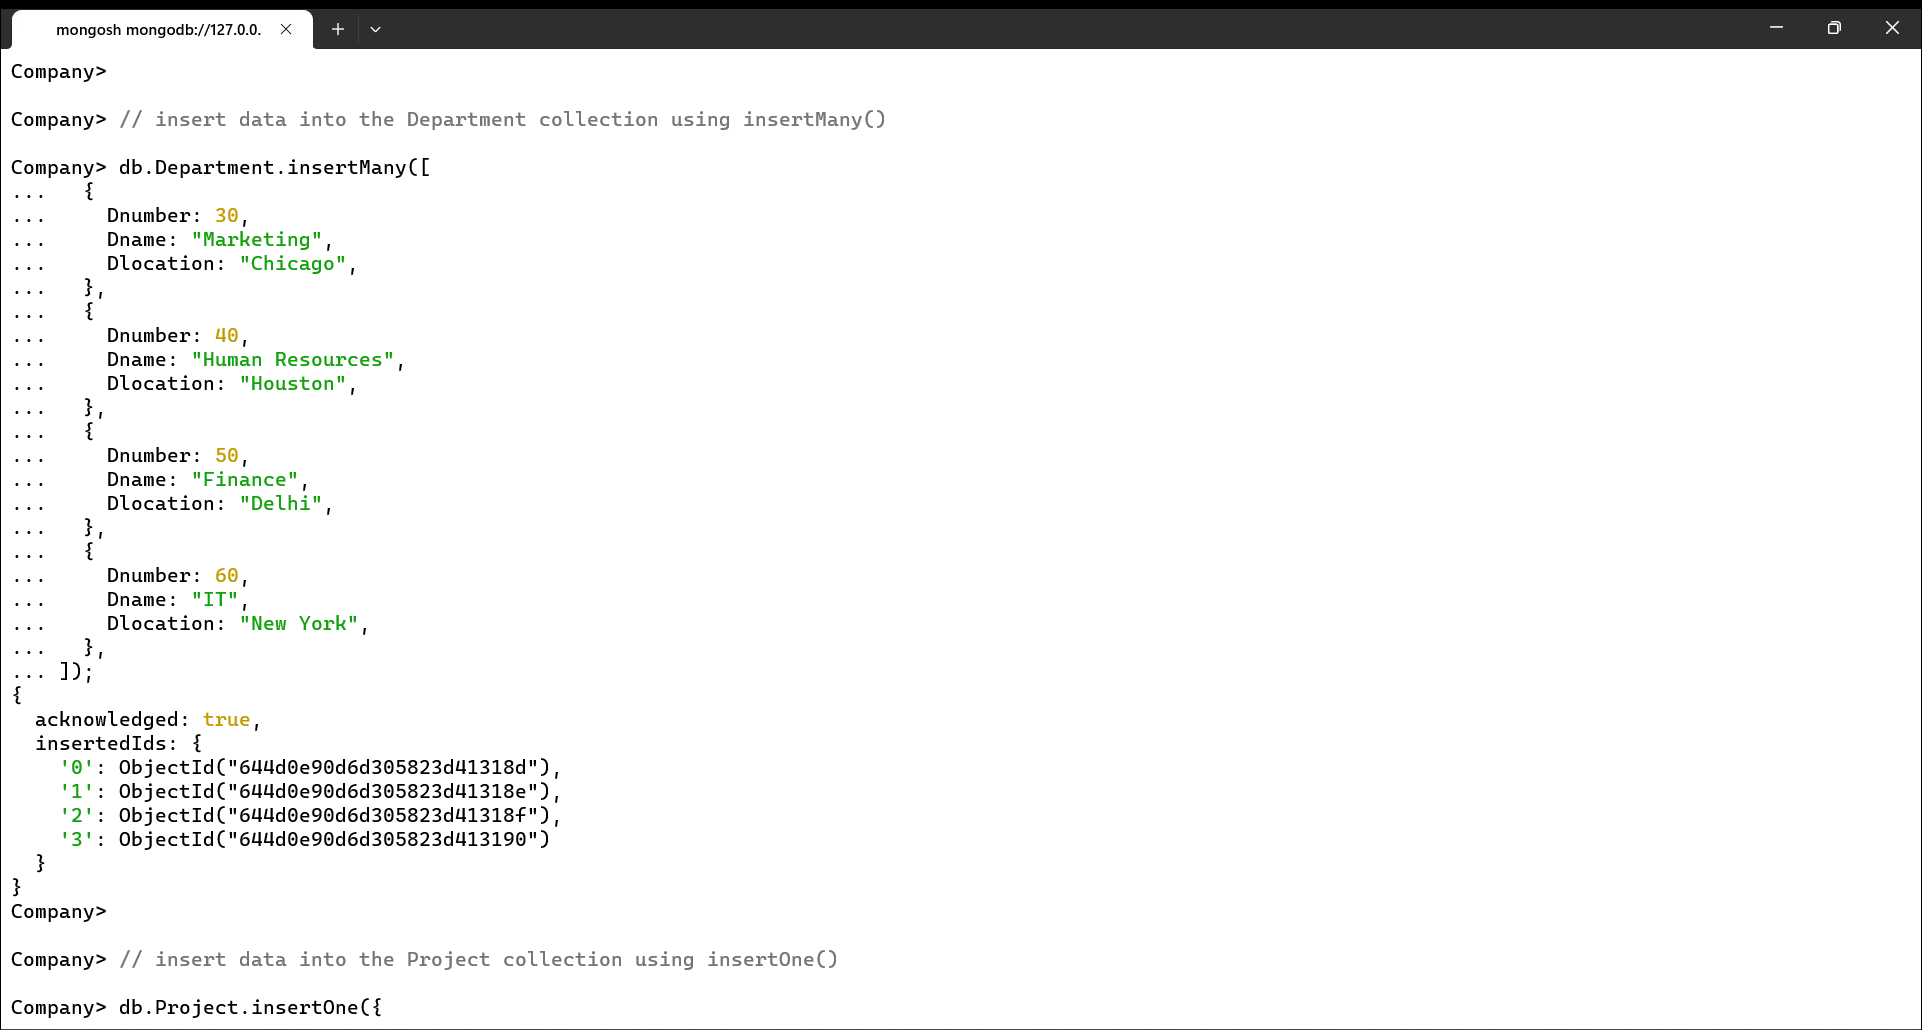 mongosh mongodb://127.0.0.
Company>
Company> // insert data into the Department collection using insertMany()
Company> db.Department.insertMany([
...   {
...     Dnumber: 30,
...     Dname: "Marketing",
...     Dlocation: "Chicago",
...   },
...   {
...     Dnumber: 40,
...     Dname: "Human Resources",
...     Dlocation: "Houston",
...   },
...   {
...     Dnumber: 50,
...     Dname: "Finance",
...     Dlocation: "Delhi",
...   },
...   {
...     Dnumber: 60,
...     Dname: "IT",
...     Dlocation: "New York",
...   },
... ]);
{
  acknowledged: true,
  insertedIds: {
    '0': ObjectId("644d0e90d6d305823d41318d"),
    '1': ObjectId("644d0e90d6d305823d41318e"),
    '2': ObjectId("644d0e90d6d305823d41318f"),
    '3': ObjectId("644d0e90d6d305823d413190")
  }
}
Company>
Company> // insert data into the Project collection using insertOne()
Company> db.Project.insertOne({